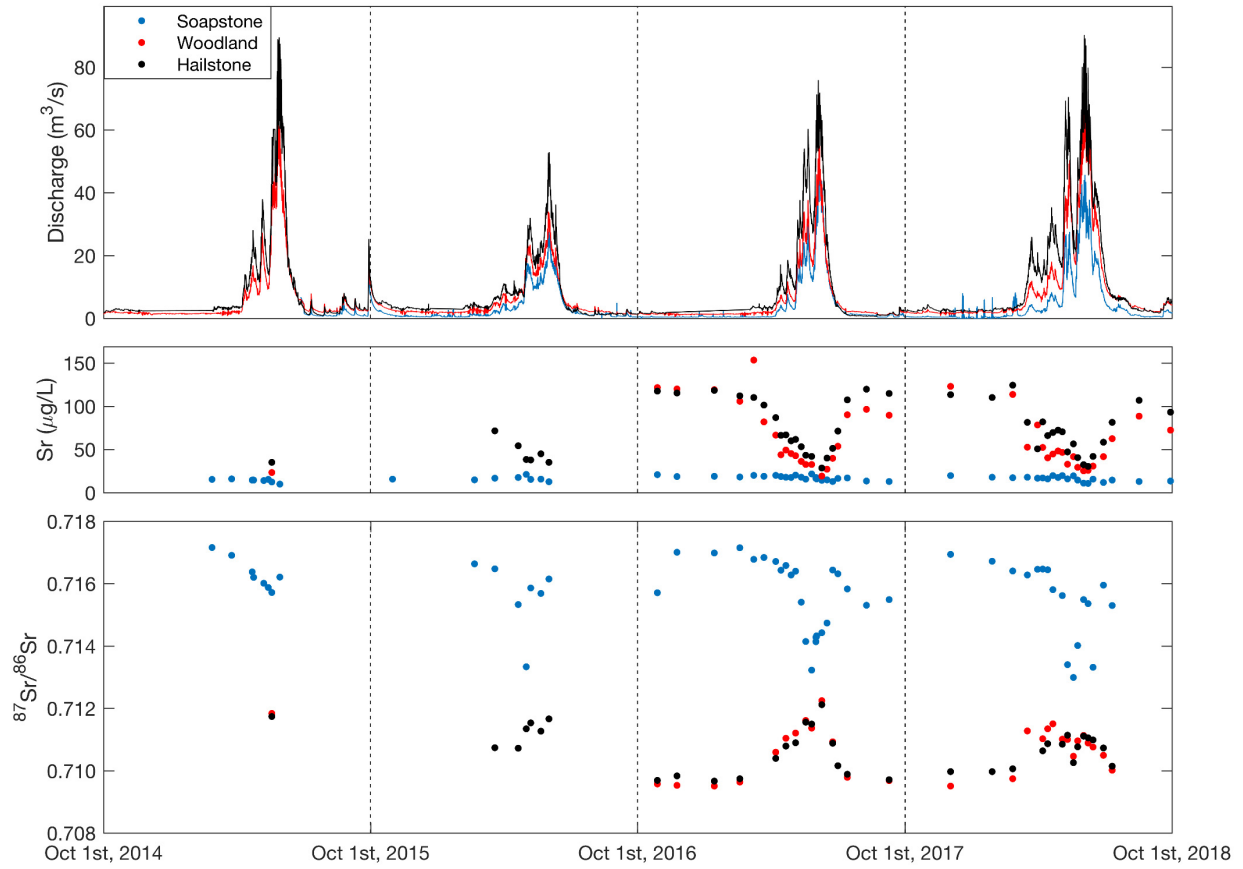 Soapstone
Woodland
Hailstone
Discharge (m³/s)
80
60
40
20
0
Sr (μg/L)
150
100
50
0
⁸⁷Sr/⁸⁶Sr
0.718
0.716
0.714
0.712
0.710
0.708
Oct 1st, 2014
Oct 1st, 2015
Oct 1st, 2016
Oct 1st, 2017
Oct 1st, 2018